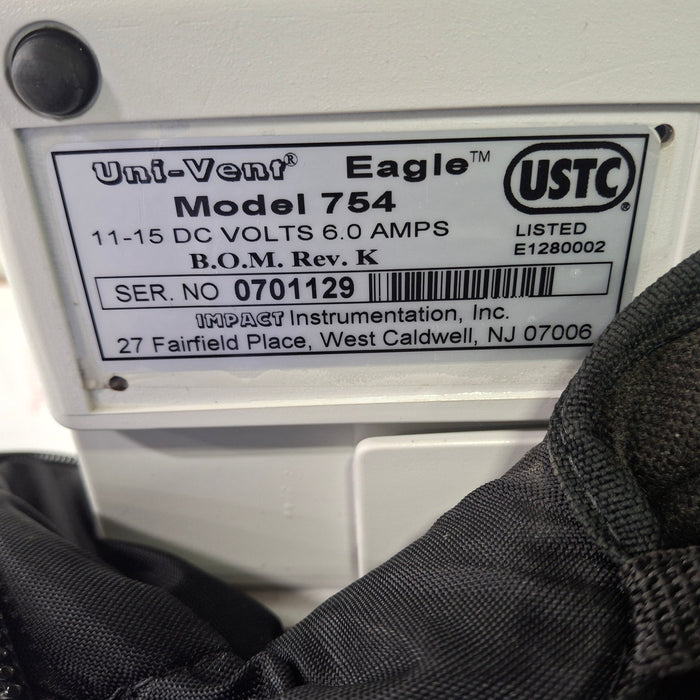 Uni-Vent® Eagle™
Model 754
11-15 DC VOLTS 6.0 AMPS
B.O.M. Rev. K
USTC®
LISTED
E1280002
SER. NO 0701129
IMPACT Instrumentation, Inc.
27 Fairfield Place, West Caldwell, NJ 07006